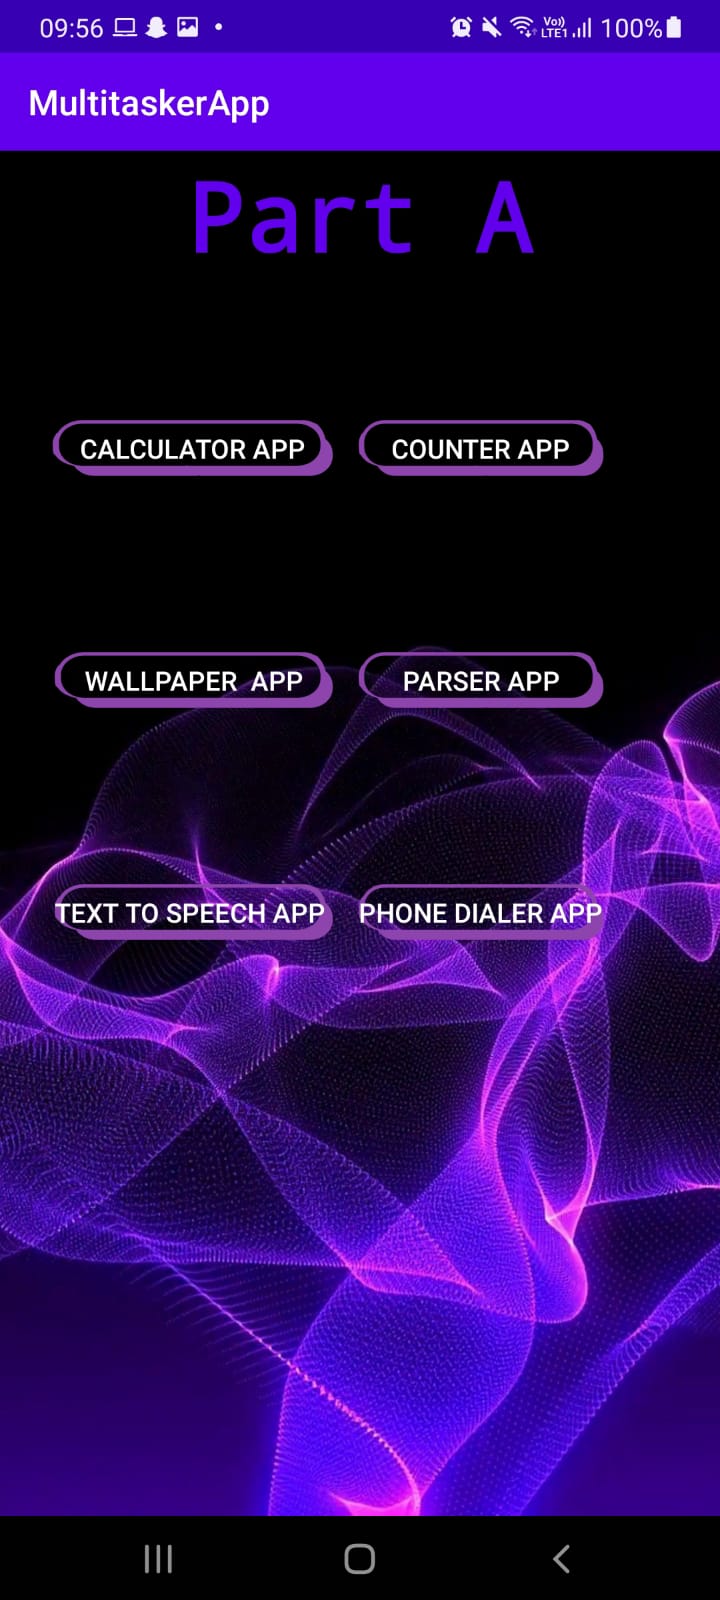 09:56 Vo)) LTE1 100%
MultitaskerApp
Part A
CALCULATOR APP COUNTER APP
WALLPAPER  APP PARSER APP
TEXT TO SPEECH APP PHONE DIALER APP